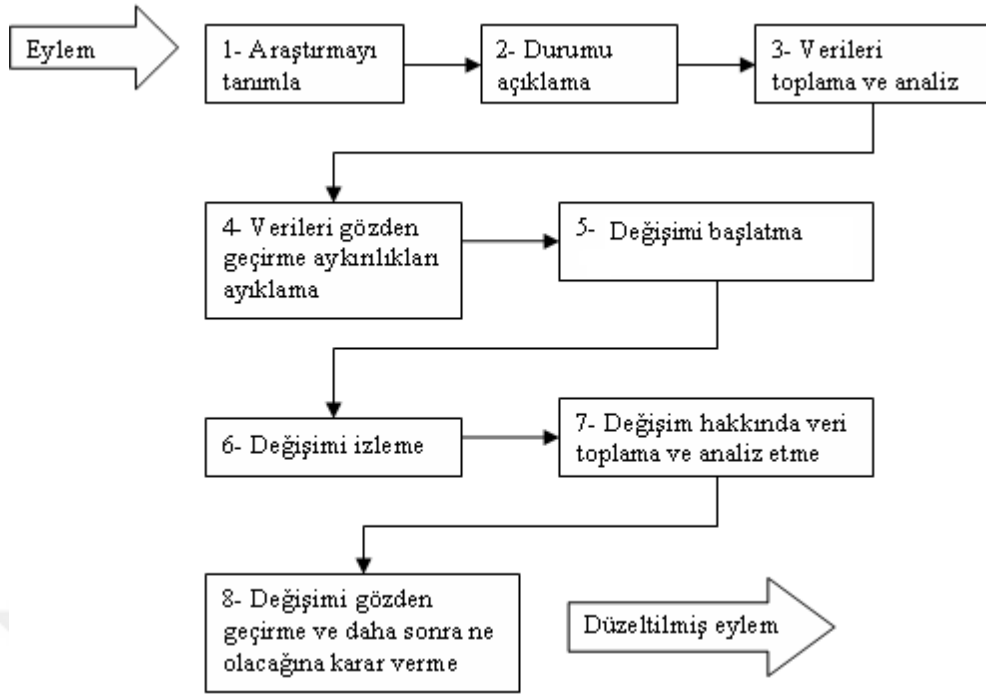 Eylem
1- Araştırmayı
tanımla
2- Durumu
açıklama
3- Verileri
toplama ve analiz
4- Verileri gözden
geçirme aykırılıkları
ayıklama
5- Değişimi başlatma
6- Değişimi izleme
7- Değişim hakkında veri
toplama ve analiz etme
8- Değişimi gözden
geçirme ve daha sonra ne
olacağına karar verme
Düzeltilmiş eylem